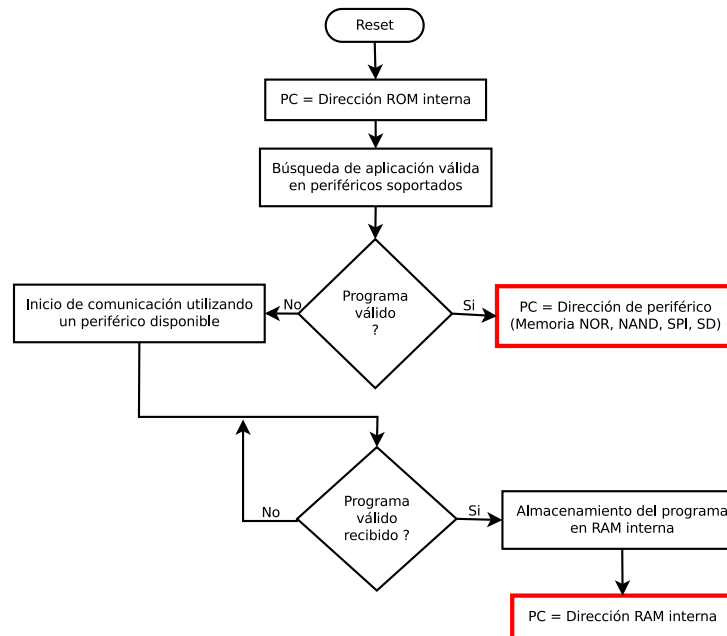 Reset
PC = Dirección ROM interna
Búsqueda de aplicación válida
en periféricos soportados
Programa
válido
?
No
Si
Inicio de comunicación utilizando
un periférico disponible
PC = Dirección de periférico
(Memoria NOR, NAND, SPI, SD)
Programa
válido
recibido ?
No
Si
Almacenamiento del programa
en RAM interna
PC = Dirección RAM interna